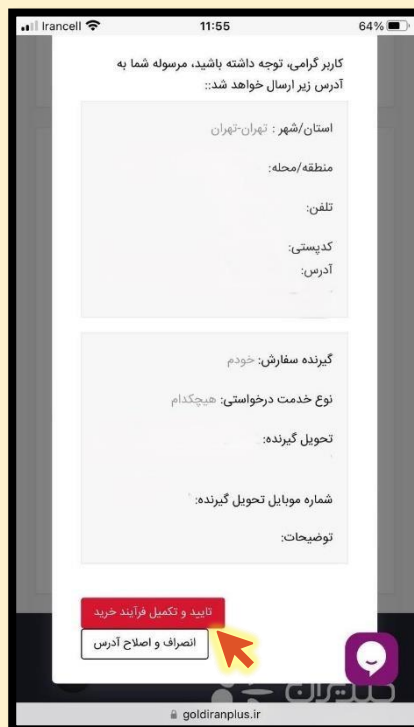 Irancell
11:55
64%
کاربر گرامی، توجه داشته باشید، مرسوله شما به
آدرس زیر ارسال خواهد شد::
استان/شهر : تهران-تهران
منطقه/محله:
تلفن:
کدپستی:
آدرس:
گیرنده سفارش: خودم
نوع خدمت درخواستی: هیچکدام
تحویل گیرنده:
شماره موبایل تحویل گیرنده:
توضیحات:
تایید و تکمیل فرآیند خرید
انصراف و اصلاح آدرس
goldiranplus.ir